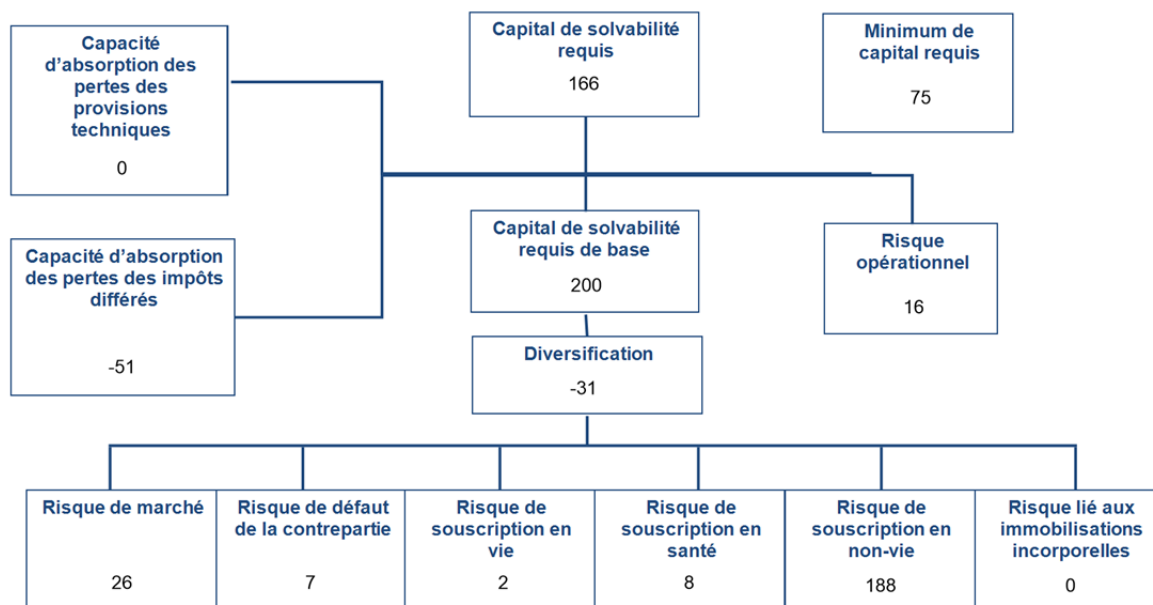 Capacité
d'absorption des
pertes des
provisions
techniques
0
Capital de solvabilité
requis
166
Minimum de
capital requis
75
Capacité d'absorption
des pertes des impôts
différés
-51
Capital de solvabilité
requis de base
200
Risque
opérationnel
16
Diversification
-31
Risque de marché
26
Risque de défaut
de la contrepartie
7
Risque de
souscription en
vie
2
Risque de
souscription en
santé
8
Risque de
souscription en
non-vie
188
Risque lié aux
immobilisations
incorporelles
0